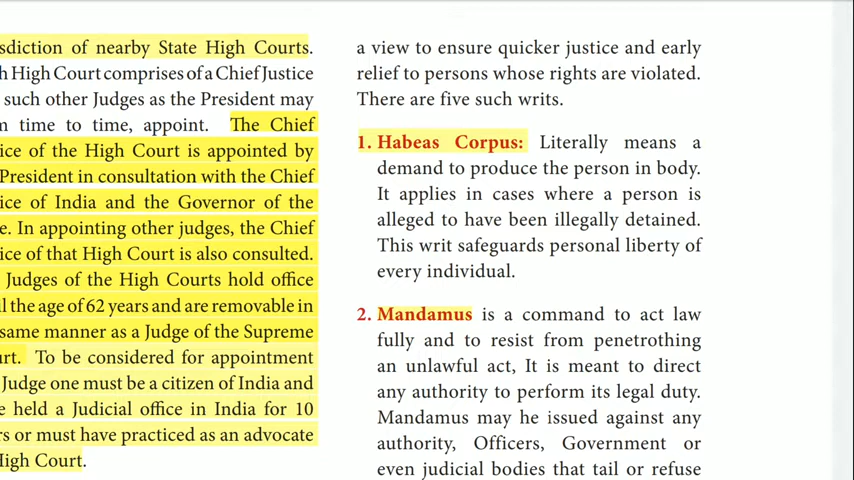 sdiction of nearby State High Courts.
h High Court comprises of a Chief Justice
such other Judges as the President may
m time to time, appoint. The Chief
ice of the High Court is appointed by
President in consultation with the Chief
ice of India and the Governor of the
e. In appointing other judges, the Chief
ice of that High Court is also consulted.
Judges of the High Courts hold office
il the age of 62 years and are removable in
same manner as a Judge of the Supreme
urt. To be considered for appointment
Judge one must be a citizen of India and
e held a Judicial office in India for 10
rs or must have practiced as an advocate
High Court.
a view to ensure quicker justice and early
relief to persons whose rights are violated.
There are five such writs.
1. Habeas Corpus: Literally means a
demand to produce the person in body.
It applies in cases where a person is
alleged to have been illegally detained.
This writ safeguards personal liberty of
every individual.
2. Mandamus is a command to act law
fully and to resist from penetrothing
an unlawful act, It is meant to direct
any authority to perform its legal duty.
Mandamus may he issued against any
authority, Officers, Government or
even judicial bodies that tail or refuse